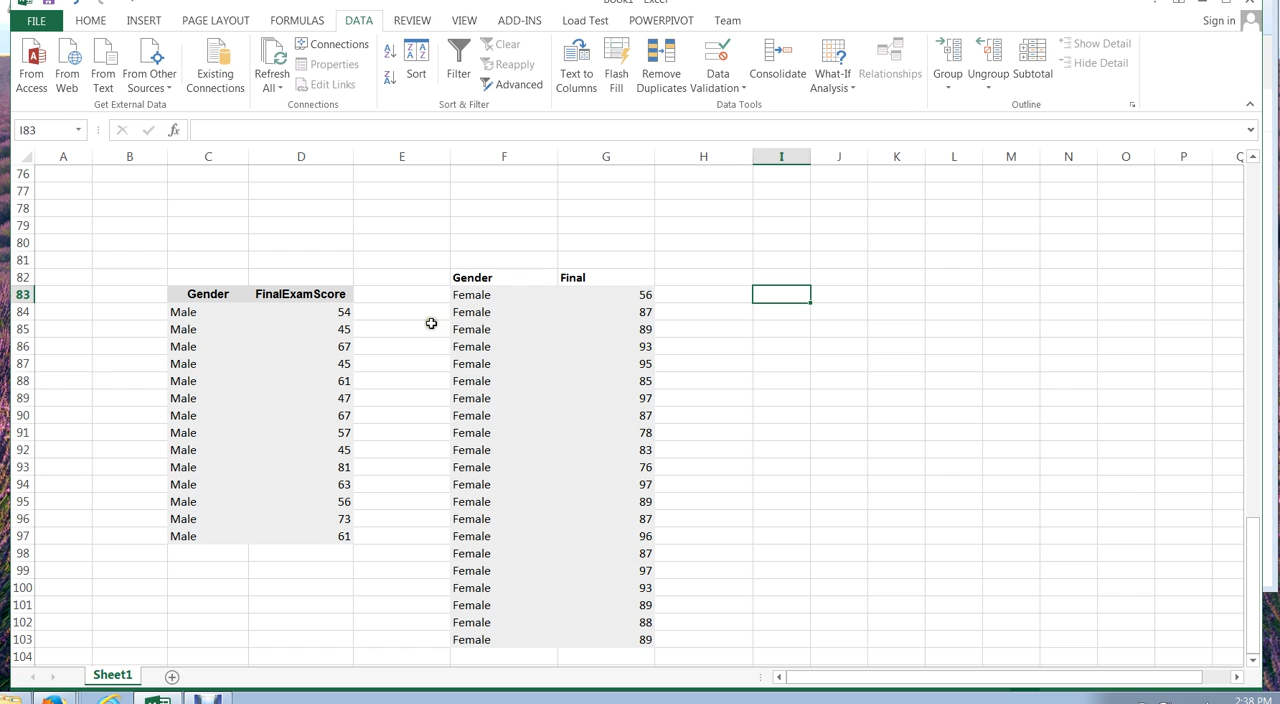 Book1 - Excel
FILE HOME INSERT PAGE LAYOUT FORMULAS DATA REVIEW VIEW ADD-INS Load Test POWERPIVOT Team Sign in
From Access
From Web
From Text
From Other Sources
Existing Connections
Get External Data
Refresh All
Connections
Properties
Edit Links
Connections
Sort
Filter
Clear
Reapply
Advanced
Sort & Filter
Text to Columns
Flash Fill
Remove Duplicates
Data Validation
Consolidate
What-If Analysis
Relationships
Data Tools
Group
Ungroup
Subtotal
Show Detail
Hide Detail
Outline
I83 fx
A B C D E F G H I J K L M N O P Q
76
77
78
79
80
81
82 Gender Final
83 Gender FinalExamScore Female 56
84 Male 54 Female 87
85 Male 45 Female 89
86 Male 67 Female 93
87 Male 45 Female 95
88 Male 61 Female 85
89 Male 47 Female 97
90 Male 67 Female 87
91 Male 57 Female 78
92 Male 45 Female 83
93 Male 81 Female 76
94 Male 63 Female 97
95 Male 56 Female 89
96 Male 73 Female 87
97 Male 61 Female 96
98 Female 87
99 Female 97
100 Female 93
101 Female 89
102 Female 88
103 Female 89
104
Sheet1
2:38 PM